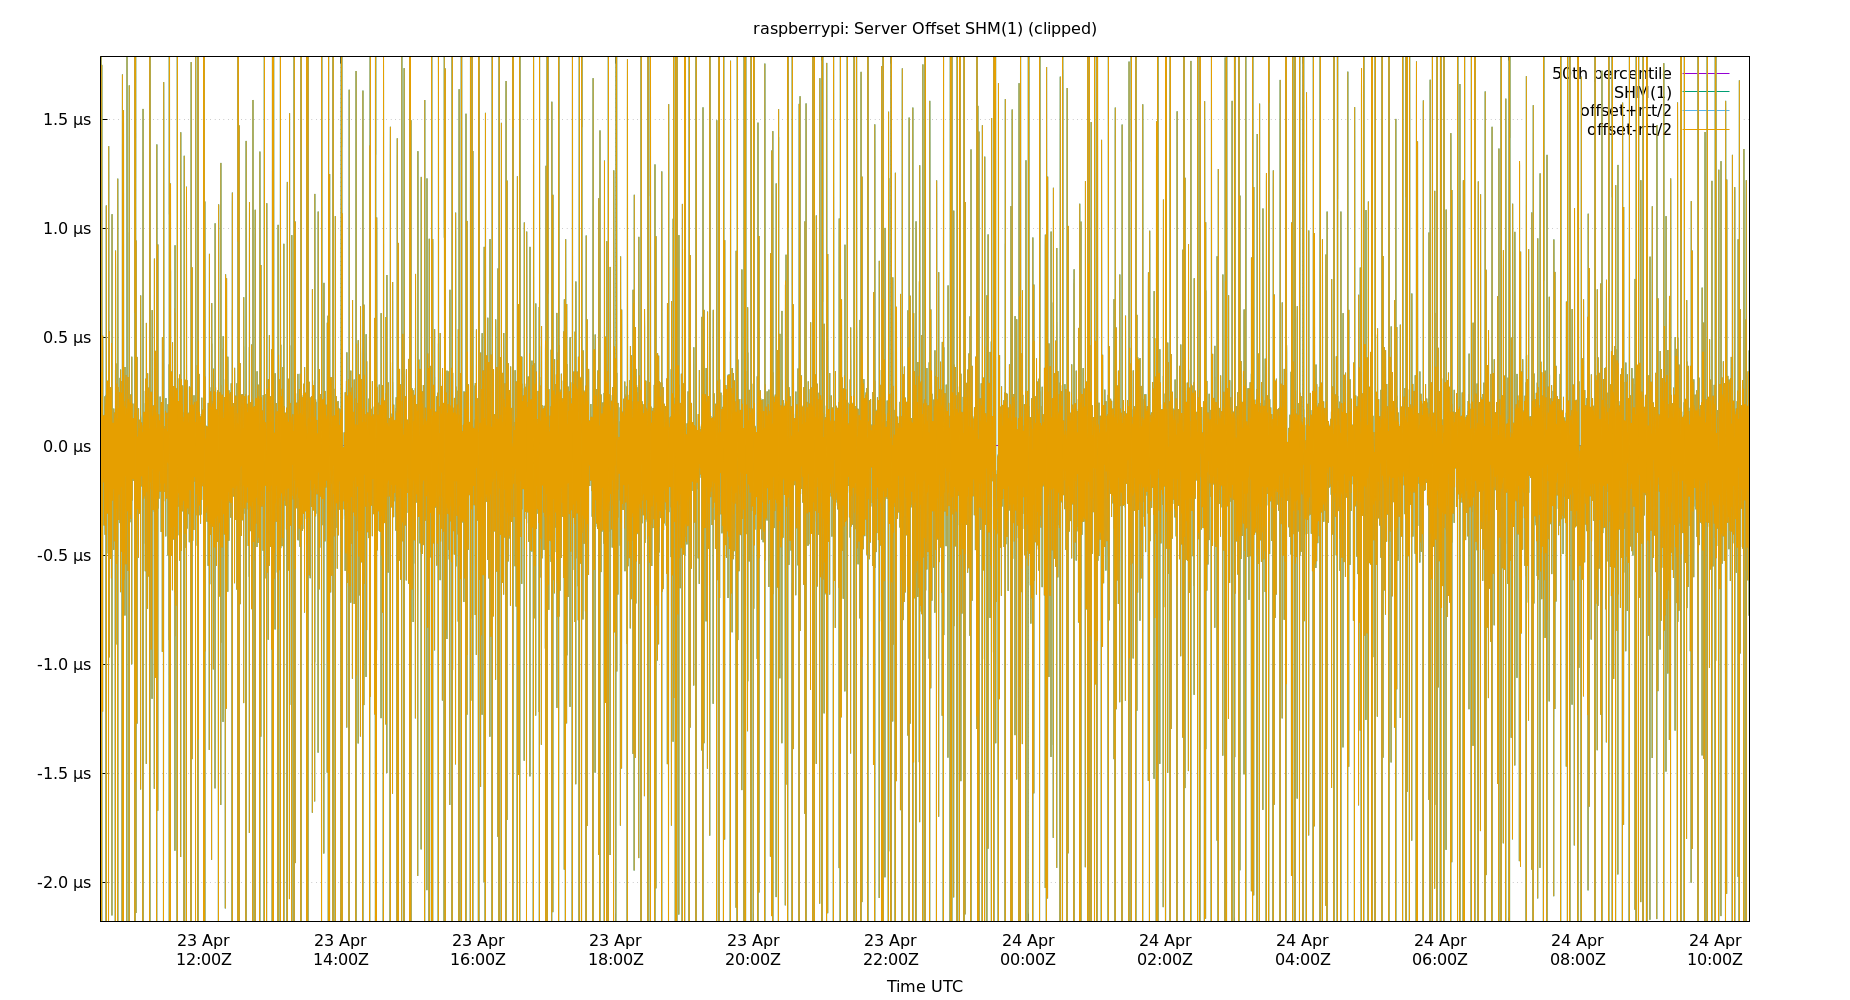 raspberrypi: Server Offset SHM(1) (clipped)
50th percentile
SHM(1)
offset+rtt/2
offset-rtt/2
1.5 µs
1.0 µs
0.5 µs
0.0 µs
-0.5 µs
-1.0 µs
-1.5 µs
-2.0 µs
23 Apr 23 Apr 23 Apr 23 Apr 23 Apr 23 Apr 24 Apr 24 Apr 24 Apr 24 Apr 24 Apr 24 Apr
12:00Z 14:00Z 16:00Z 18:00Z 20:00Z 22:00Z 00:00Z 02:00Z 04:00Z 06:00Z 08:00Z 10:00Z
Time UTC